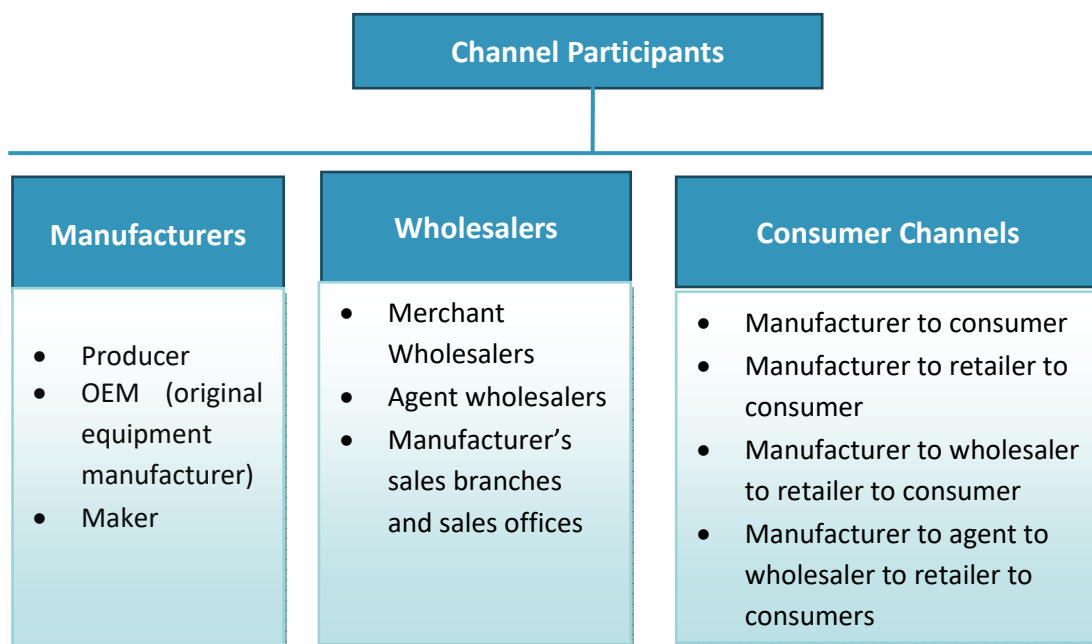 Channel Participants
Manufacturers
• Producer
• OEM (original
equipment
manufacturer)
• Maker
Wholesalers
• Merchant
Wholesalers
• Agent wholesalers
• Manufacturer’s
sales branches
and sales offices
Consumer Channels
• Manufacturer to consumer
• Manufacturer to retailer to
consumer
• Manufacturer to wholesaler
to retailer to consumer
• Manufacturer to agent to
wholesaler to retailer to
consumers